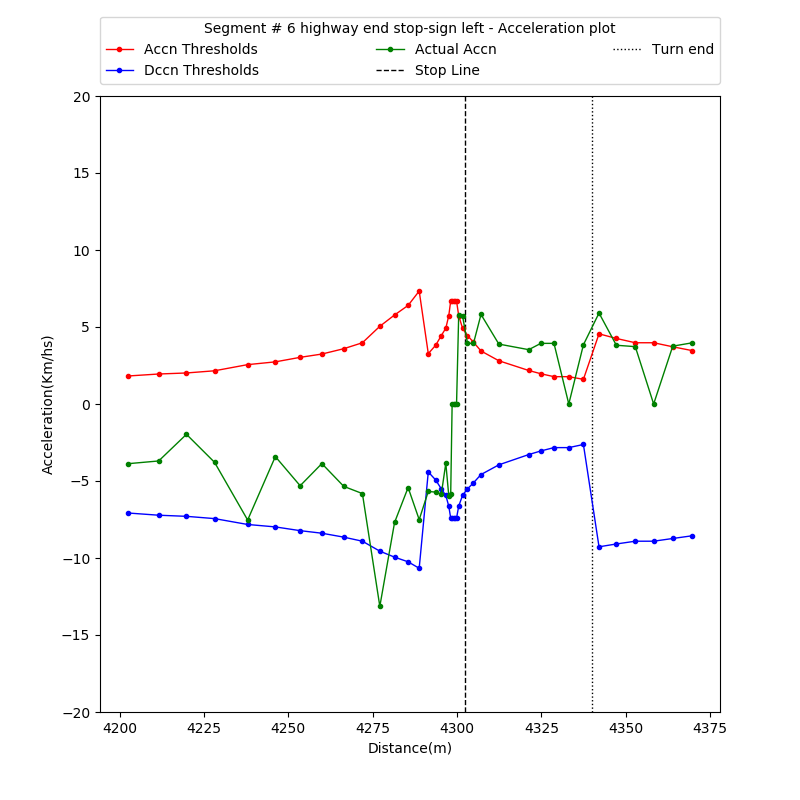 Segment # 6 highway end stop-sign left - Acceleration plot
Accn Thresholds Actual Accn Turn end
Dccn Thresholds Stop Line
20
15
10
5
0
−5
−10
−15
−20
Acceleration(Km/hs)
4200 4225 4250 4275 4300 4325 4350 4375
Distance(m)